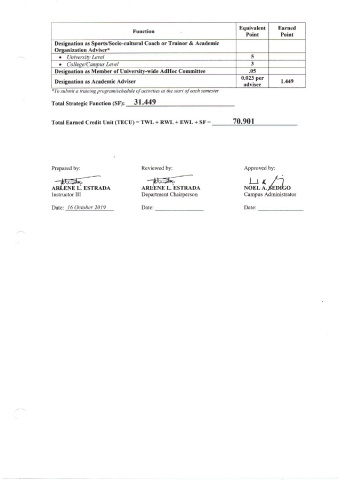 Function Equivalent Point Earned Point
Designation as Sports/Socio-cultural Coach or Trainer & Academic Organization Adviser*
• University Level 5
• College/Campus Level 3
Designation as Member of University-wide AdHoc Committee .05
Designation as Academic Adviser 0.023 per advisee 1.449
*To submit a training program/schedule of activities at the start of each semester
Total Strategic Function (SF): 31.449
Total Earned Credit Unit (TECU) = TWL + RWL + EWL + SF = 70.901
Prepared by: Reviewed by: Approved by:
ARLENE L. ESTRADA ARLENE L. ESTRADA NOEL A. SEDIGO
Instructor III Department Chairperson Campus Administrator
Date: 16 October 2019 Date: Date: